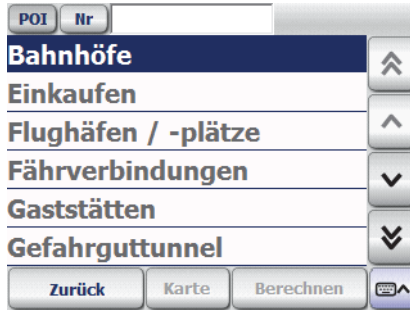 POI Nr
Bahnhöfe
Einkaufen
Flughäfen / -plätze
Fährverbindungen
Gaststätten
Gefahrguttunnel
Zurück Karte Berechnen